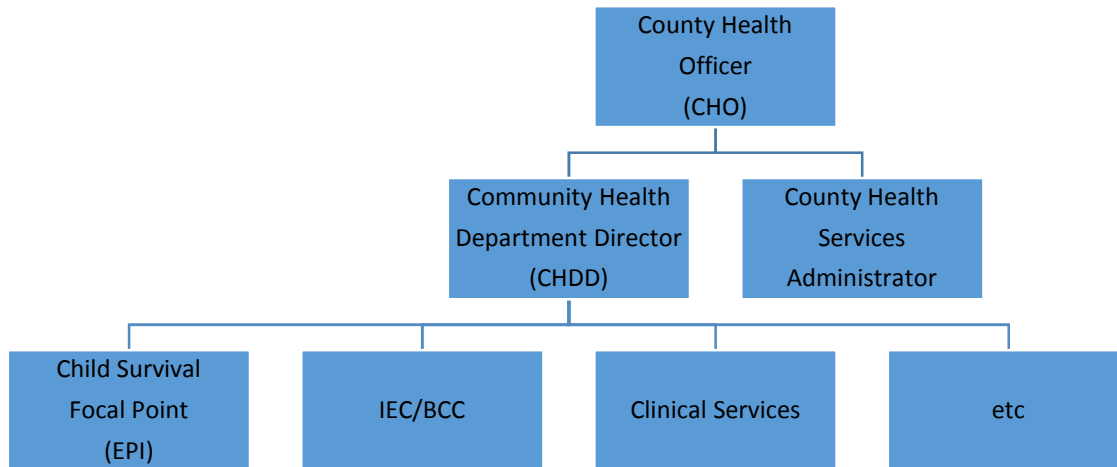 County Health
Officer
(CHO)
Community Health
Department Director
(CHDD)
County Health
Services
Administrator
Child Survival
Focal Point
(EPI)
IEC/BCC
Clinical Services
etc